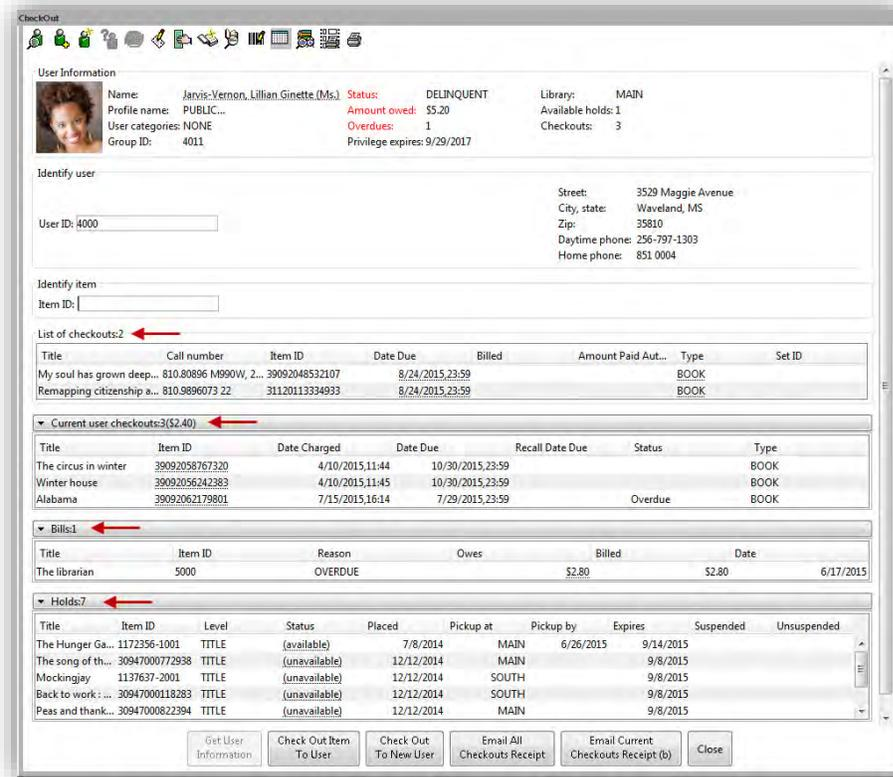 CheckOut
User Information
Name: Jarvis-Vernon, Lillian Ginette (Ms.) Status: DELINQUENT Library: MAIN
Profile name: PUBLIC... Amount owed: $5.20 Available holds: 1
User categories: NONE Overdues: 1 Checkouts: 3
Group ID: 4011 Privilege expires: 9/29/2017
Identify user
Street: 3529 Maggie Avenue
City, state: Waveland, MS
User ID: 4000 Zip: 35810
Daytime phone: 256-797-1303
Home phone: 851 0004
Identify item
Item ID:
List of checkouts:2
Title Call number Item ID Date Due Billed Amount Paid Aut... Type Set ID
My soul has grown deep... 810.80896 M990W, 2... 39092048532107 8/24/2015,23:59 BOOK
Remapping citizenship a... 810.9896073 22 31120113334933 8/24/2015,23:59 BOOK
Current user checkouts:3($2.40)
Title Item ID Date Charged Date Due Recall Date Due Status Type
The circus in winter 39092058767320 4/10/2015,11:44 10/30/2015,23:59 BOOK
Winter house 39092056242383 4/10/2015,11:45 10/30/2015,23:59 BOOK
Alabama 39092062179801 7/15/2015,16:14 7/29/2015,23:59 Overdue BOOK
Bills:1
Title Item ID Reason Owes Billed Date
The librarian 5000 OVERDUE $2.80 $2.80 6/17/2015
Holds:7
Title Item ID Level Status Placed Pickup at Pickup by Expires Suspended Unsuspended
The Hunger Ga... 1172356-1001 TITLE (available) 7/8/2014 MAIN 6/26/2015 9/14/2015
The song of th... 30947000772938 TITLE (unavailable) 12/12/2014 MAIN 9/8/2015
Mockingjay 1137637-2001 TITLE (unavailable) 12/12/2014 SOUTH 9/8/2015
Back to work : ... 30947000118283 TITLE (unavailable) 12/12/2014 SOUTH 9/8/2015
Peas and thank... 30947000822394 TITLE (unavailable) 12/12/2014 MAIN 9/8/2015
Get User Information Check Out Item To User Check Out To New User Email All Checkouts Receipt Email Current Checkouts Receipt (b) Close